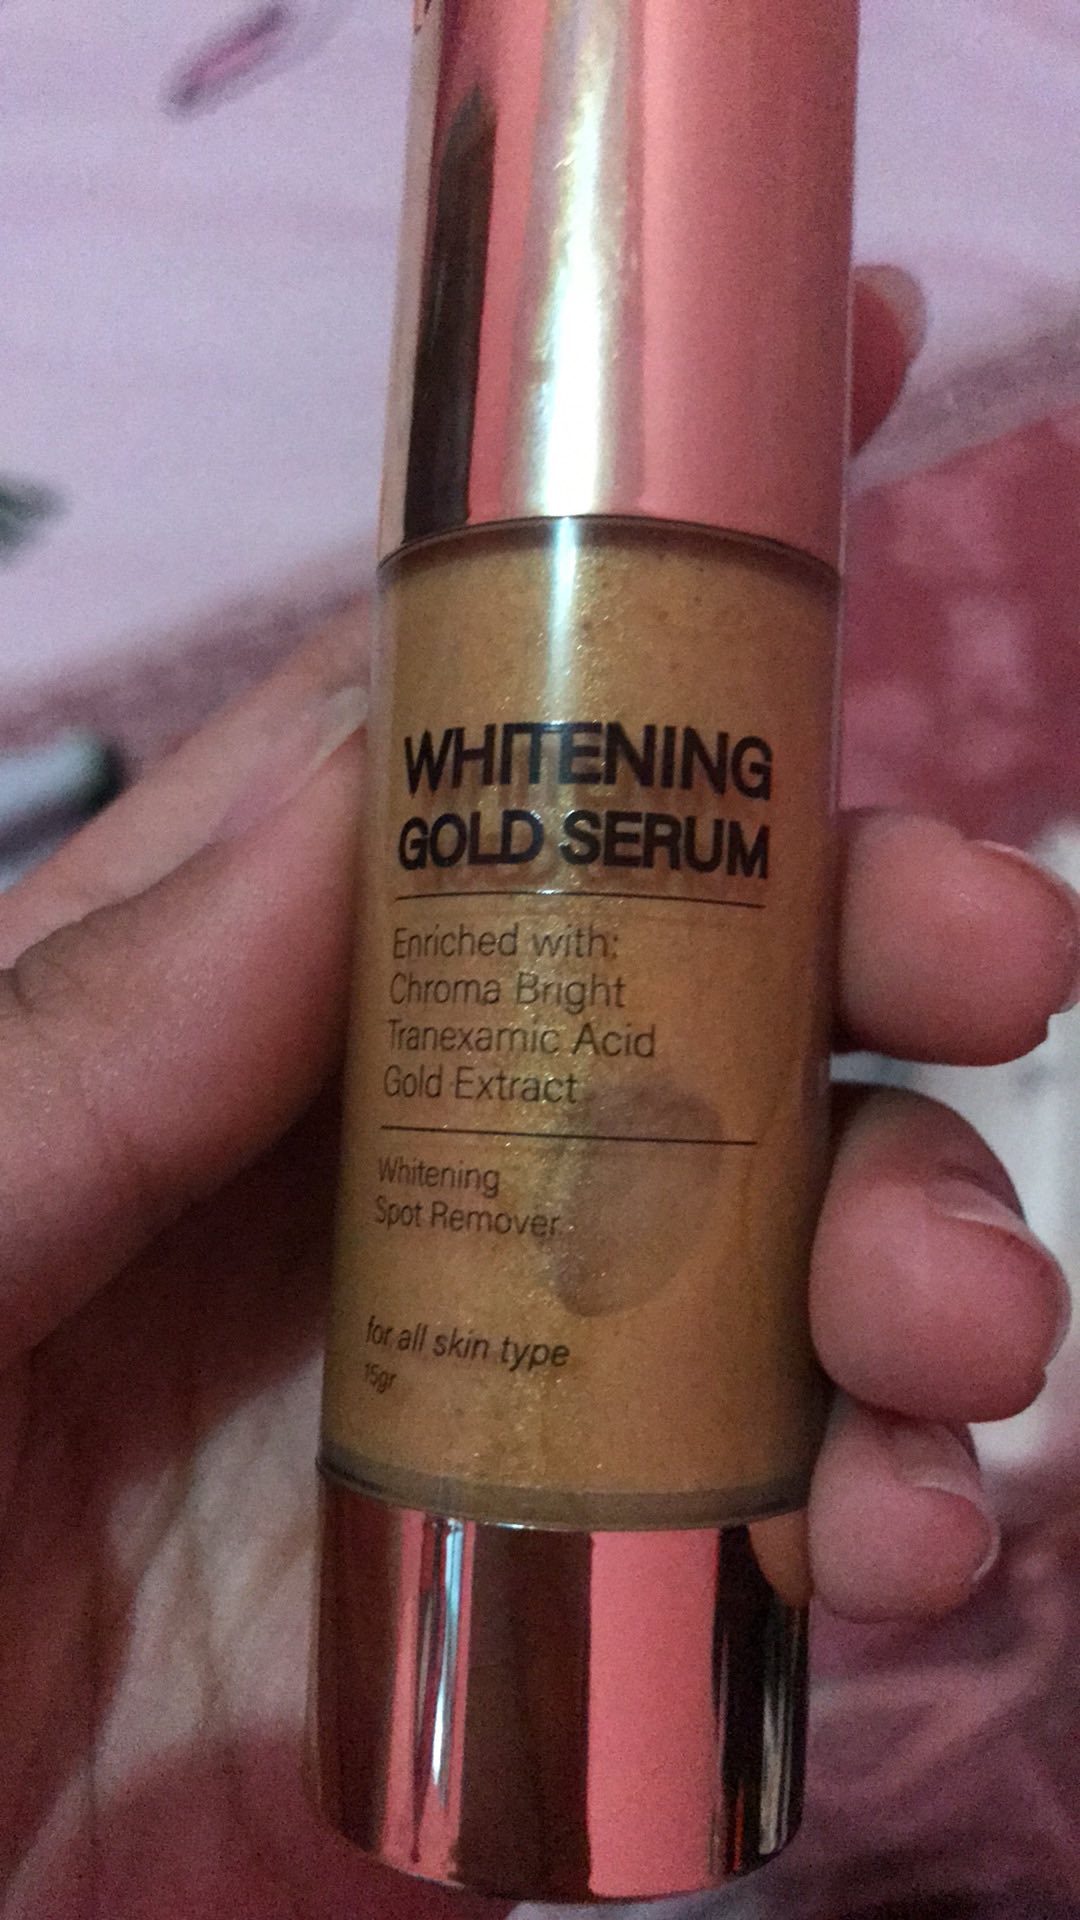 WHITENING
GOLD SERUM
Enriched with:
Chroma Bright
Tranexamic Acid
Gold Extract
Whitening
Spot Remover
for all skin type
15gr